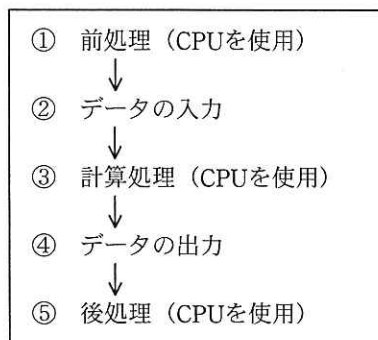 ① 前処理（CPUを使用）
↓
② データの入力
↓
③ 計算処理（CPUを使用）
↓
④ データの出力
↓
⑤ 後処理（CPUを使用）